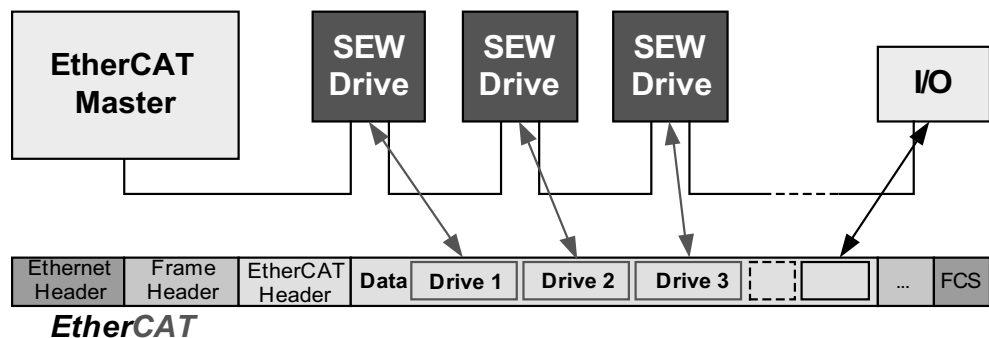 EtherCAT
Master
SEW
Drive
SEW
Drive
SEW
Drive
I/O
Ethernet
Header
Frame
Header
EtherCAT
Header
Data
Drive 1
Drive 2
Drive 3
...
FCS
EtherCAT